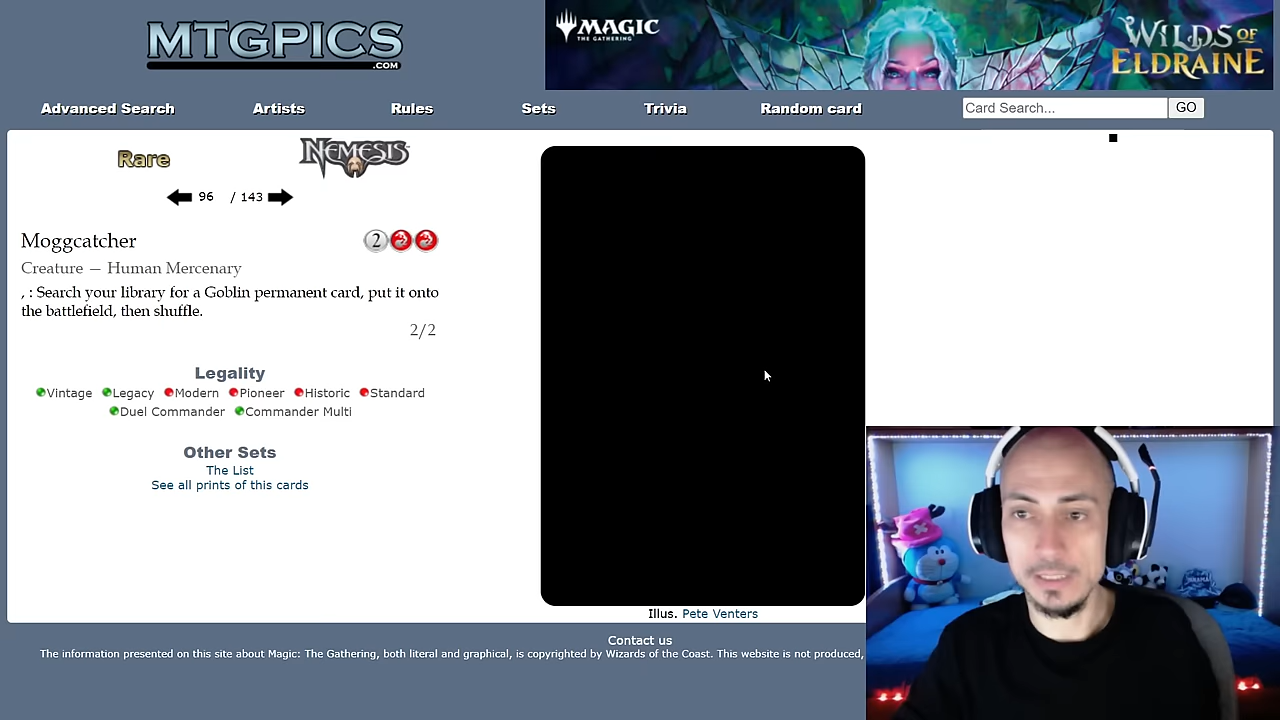 MTGPICS
.COM
MAGIC
THE GATHERING
WILDS OF
ELDRAINE
Advanced Search
Artists
Rules
Sets
Trivia
Random card
Card Search...
GO
Rare
NEMESIS
96 / 143
Moggcatcher
2
Creature — Human Mercenary
, : Search your library for a Goblin permanent card, put it onto
the battlefield, then shuffle.
2/2
Legality
Vintage Legacy Modern Pioneer Historic Standard
Duel Commander Commander Multi
Other Sets
The List
See all prints of this cards
Illus. Pete Venters
Contact us
The information presented on this site about Magic: The Gathering, both literal and graphical, is copyrighted by Wizards of the Coast. This website is not produced,